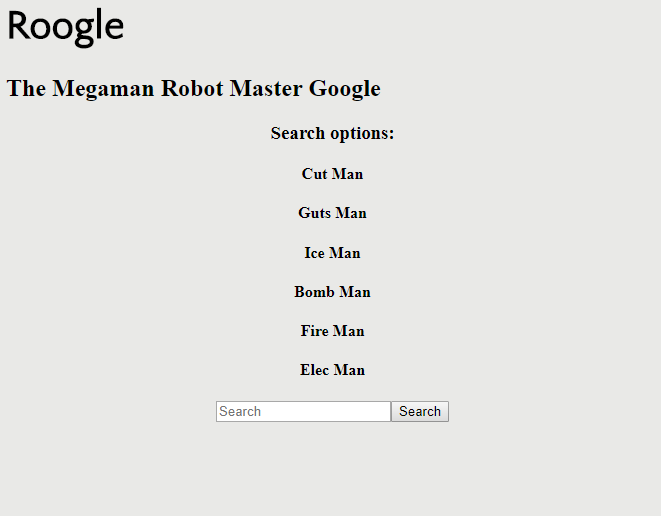 Roogle
The Megaman Robot Master Google
Search options:
Cut Man
Guts Man
Ice Man
Bomb Man
Fire Man
Elec Man
Search Search